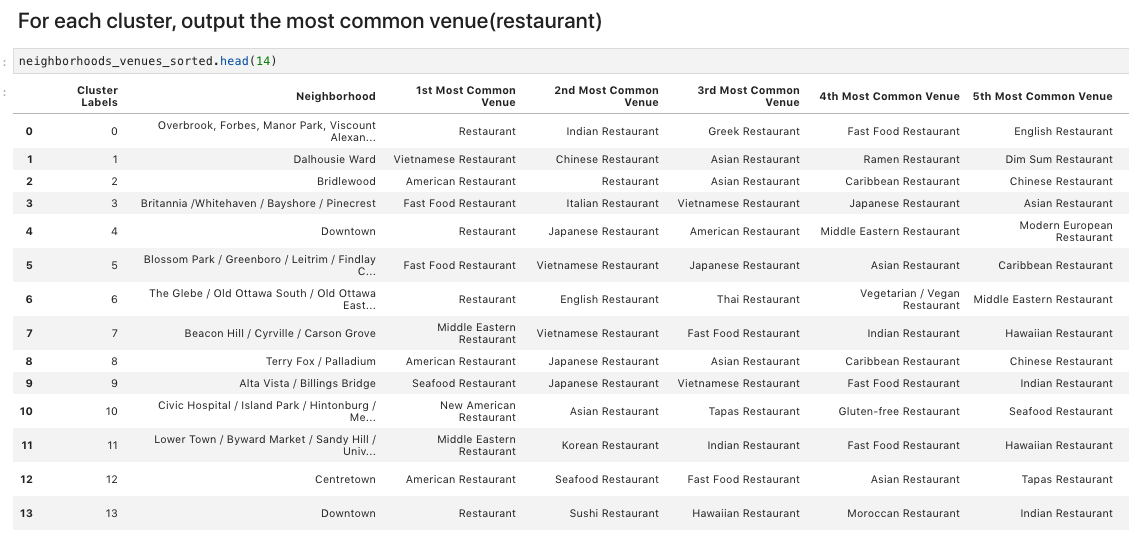 For each cluster, output the most common venue(restaurant)
: neighborhoods_venues_sorted.head(14)
:
Cluster Labels Neighborhood 1st Most Common Venue 2nd Most Common Venue 3rd Most Common Venue 4th Most Common Venue 5th Most Common Venue
0 0 Overbrook, Forbes, Manor Park, Viscount Alexan... Restaurant Indian Restaurant Greek Restaurant Fast Food Restaurant English Restaurant
1 1 Dalhousie Ward Vietnamese Restaurant Chinese Restaurant Asian Restaurant Ramen Restaurant Dim Sum Restaurant
2 2 Bridlewood American Restaurant Restaurant Asian Restaurant Caribbean Restaurant Chinese Restaurant
3 3 Britannia /Whitehaven / Bayshore / Pinecrest Fast Food Restaurant Italian Restaurant Vietnamese Restaurant Japanese Restaurant Asian Restaurant
4 4 Downtown Restaurant Japanese Restaurant American Restaurant Middle Eastern Restaurant Modern European Restaurant
5 5 Blossom Park / Greenboro / Leitrim / Findlay C... Fast Food Restaurant Vietnamese Restaurant Japanese Restaurant Asian Restaurant Caribbean Restaurant
6 6 The Glebe / Old Ottawa South / Old Ottawa East... Restaurant English Restaurant Thai Restaurant Vegetarian / Vegan Restaurant Middle Eastern Restaurant
7 7 Beacon Hill / Cyrville / Carson Grove Middle Eastern Restaurant Vietnamese Restaurant Fast Food Restaurant Indian Restaurant Hawaiian Restaurant
8 8 Terry Fox / Palladium American Restaurant Japanese Restaurant Asian Restaurant Caribbean Restaurant Chinese Restaurant
9 9 Alta Vista / Billings Bridge Seafood Restaurant Japanese Restaurant Vietnamese Restaurant Fast Food Restaurant Indian Restaurant
10 10 Civic Hospital / Island Park / Hintonburg / Me... New American Restaurant Asian Restaurant Tapas Restaurant Gluten-free Restaurant Seafood Restaurant
11 11 Lower Town / Byward Market / Sandy Hill / Univ... Middle Eastern Restaurant Korean Restaurant Indian Restaurant Fast Food Restaurant Hawaiian Restaurant
12 12 Centretown American Restaurant Seafood Restaurant Fast Food Restaurant Asian Restaurant Tapas Restaurant
13 13 Downtown Restaurant Sushi Restaurant Hawaiian Restaurant Moroccan Restaurant Indian Restaurant